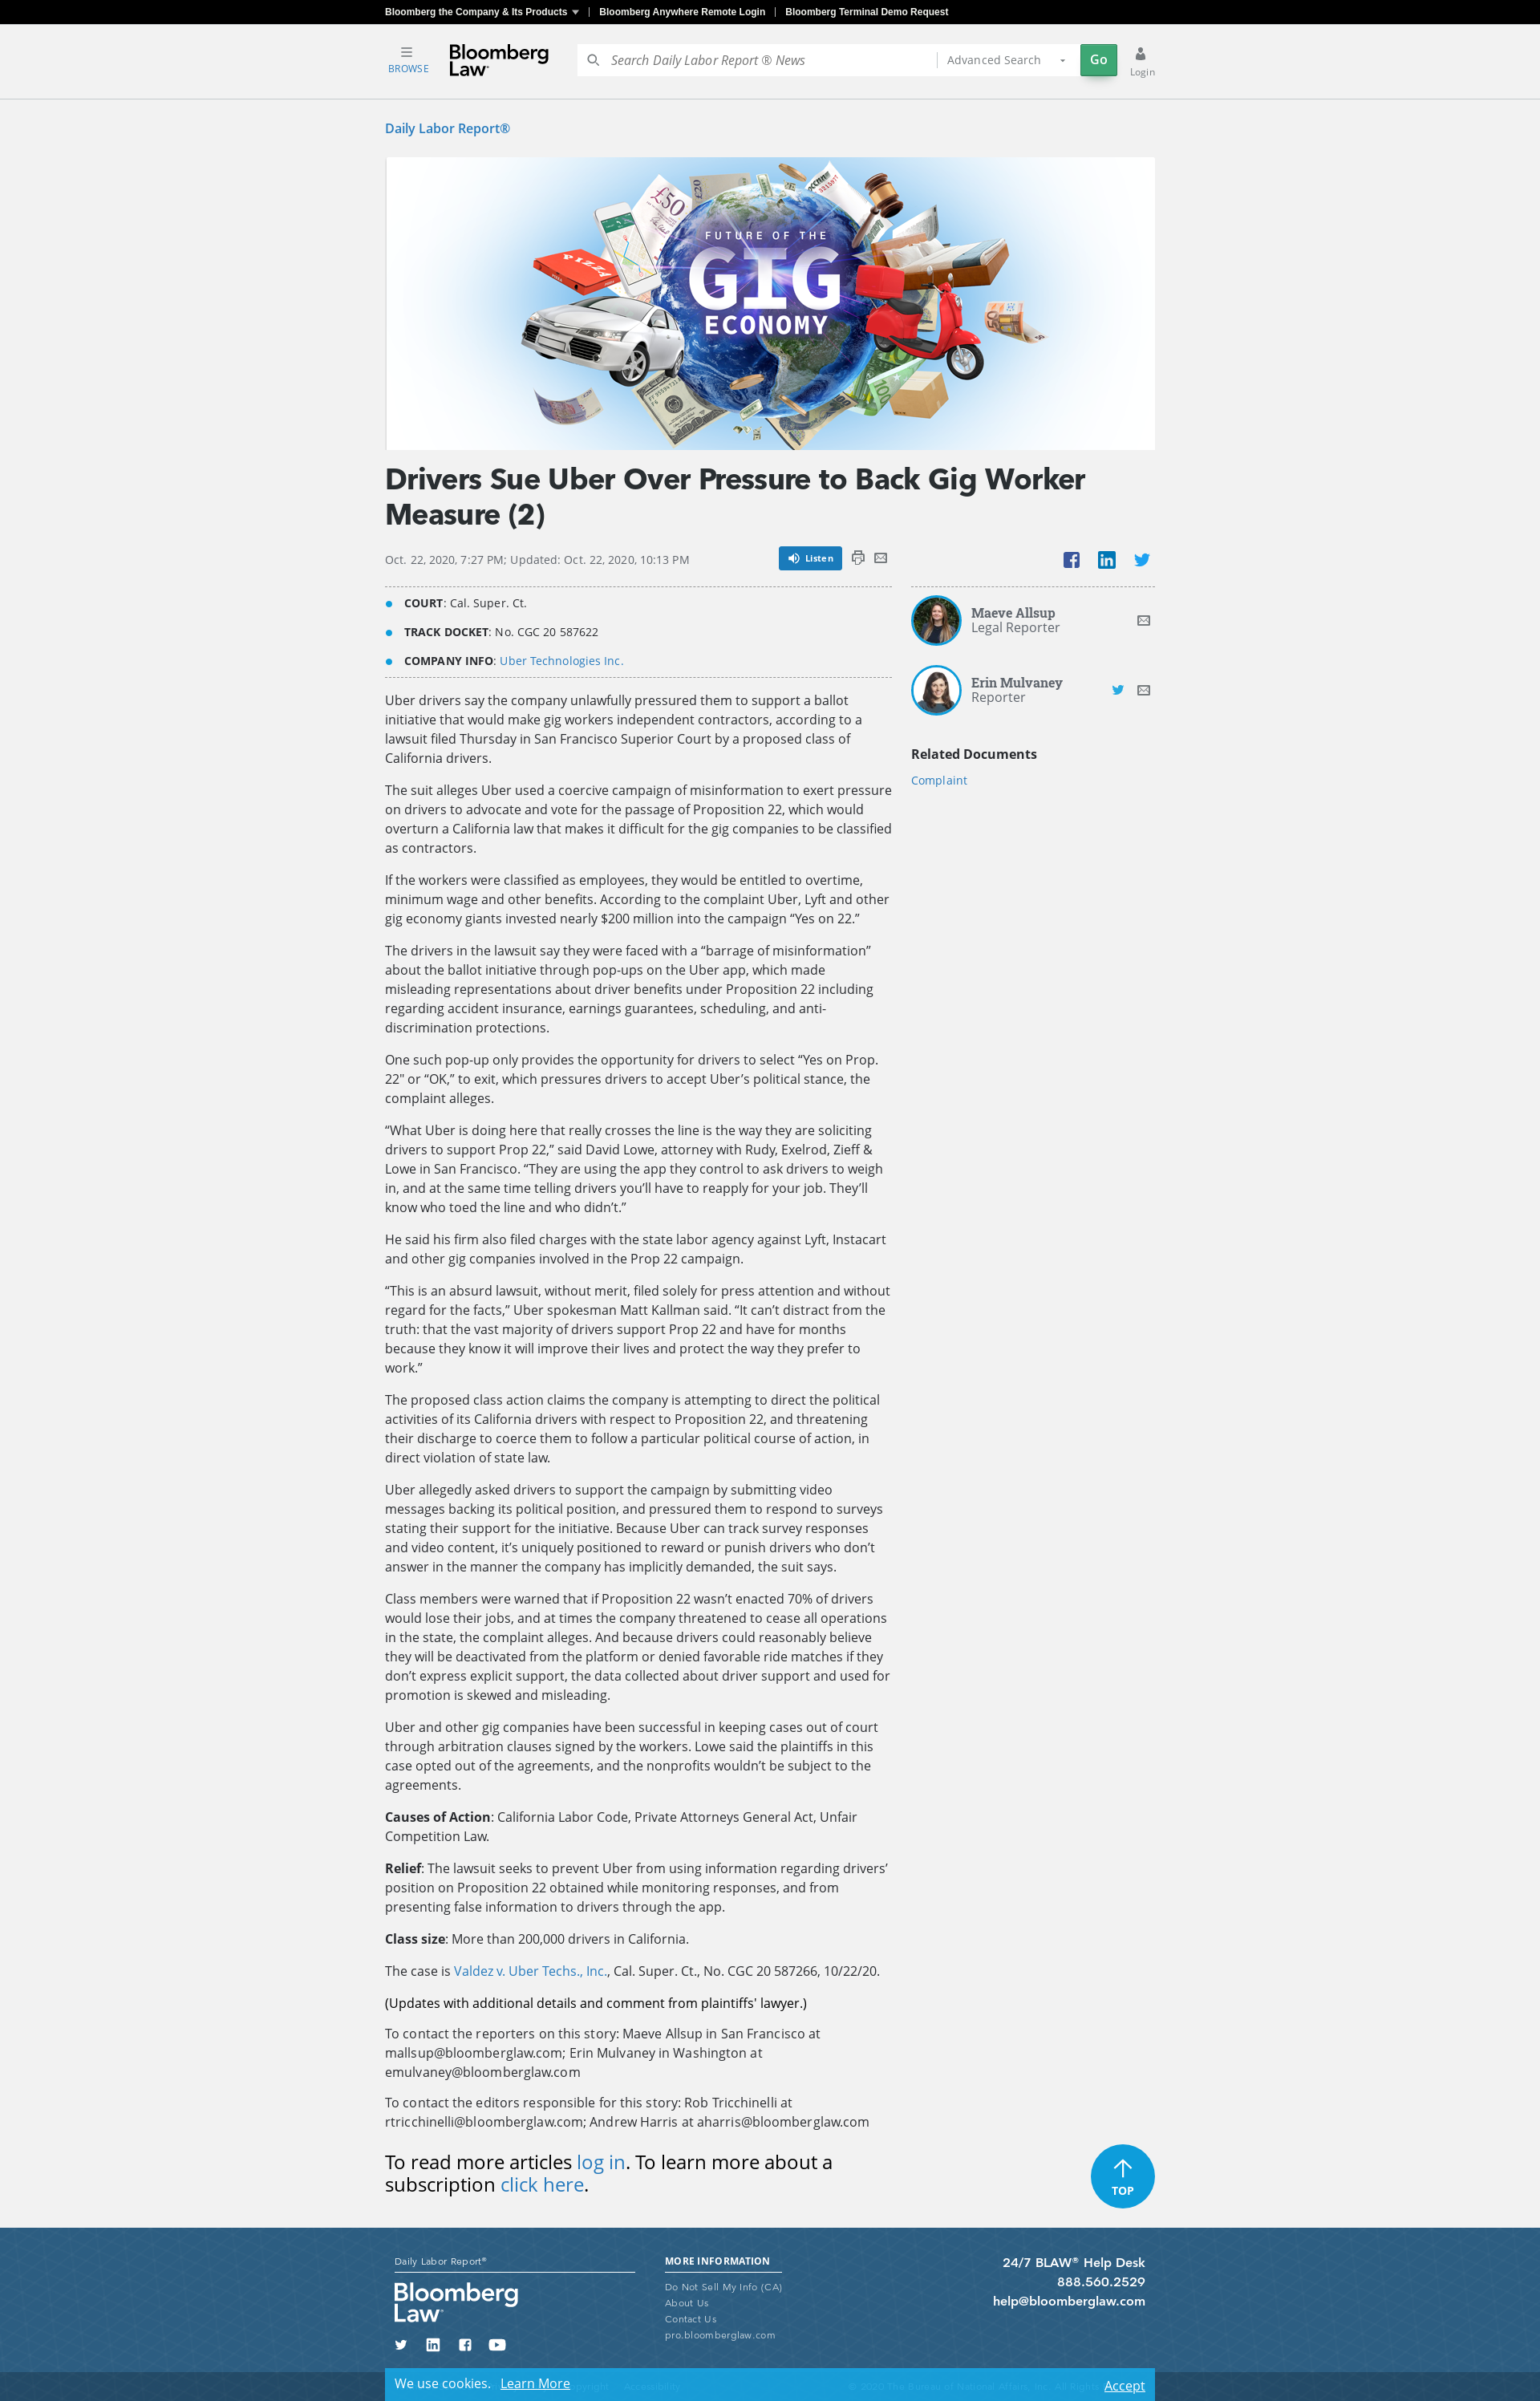 Bloomberg the Company & Its Products
Bloomberg Anywhere Remote Login
Bloomberg Terminal Demo Request
BROWSE
Bloomberg
Law
Search Daily Labor Report ® News
Advanced Search
Go
Login
Daily Labor Report®
£50
PIZZA
FUTURE OF THE
GIG
ECONOMY
Drivers Sue Uber Over Pressure to Back Gig Worker
Measure (2)
Oct. 22, 2020, 7:27 PM; Updated: Oct. 22, 2020, 10:13 PM
Listen
COURT: Cal. Super. Ct.
TRACK DOCKET: No. CGC 20 587622
COMPANY INFO: Uber Technologies Inc.
Uber drivers say the company unlawfully pressured them to support a ballot
initiative that would make gig workers independent contractors, according to a
lawsuit filed Thursday in San Francisco Superior Court by a proposed class of
California drivers.
The suit alleges Uber used a coercive campaign of misinformation to exert pressure
on drivers to advocate and vote for the passage of Proposition 22, which would
overturn a California law that makes it difficult for the gig companies to be classified
as contractors.
If the workers were classified as employees, they would be entitled to overtime,
minimum wage and other benefits. According to the complaint Uber, Lyft and other
gig economy giants invested nearly $200 million into the campaign “Yes on 22.”
The drivers in the lawsuit say they were faced with a “barrage of misinformation”
about the ballot initiative through pop-ups on the Uber app, which made
misleading representations about driver benefits under Proposition 22 including
regarding accident insurance, earnings guarantees, scheduling, and anti-
discrimination protections.
One such pop-up only provides the opportunity for drivers to select “Yes on Prop.
22" or “OK,” to exit, which pressures drivers to accept Uber’s political stance, the
complaint alleges.
“What Uber is doing here that really crosses the line is the way they are soliciting
drivers to support Prop 22,” said David Lowe, attorney with Rudy, Exelrod, Zieff &
Lowe in San Francisco. “They are using the app they control to ask drivers to weigh
in, and at the same time telling drivers you’ll have to reapply for your job. They’ll
know who toed the line and who didn’t.”
He said his firm also filed charges with the state labor agency against Lyft, Instacart
and other gig companies involved in the Prop 22 campaign.
“This is an absurd lawsuit, without merit, filed solely for press attention and without
regard for the facts,” Uber spokesman Matt Kallman said. “It can’t distract from the
truth: that the vast majority of drivers support Prop 22 and have for months
because they know it will improve their lives and protect the way they prefer to
work.”
The proposed class action claims the company is attempting to direct the political
activities of its California drivers with respect to Proposition 22, and threatening
their discharge to coerce them to follow a particular political course of action, in
direct violation of state law.
Uber allegedly asked drivers to support the campaign by submitting video
messages backing its political position, and pressured them to respond to surveys
stating their support for the initiative. Because Uber can track survey responses
and video content, it’s uniquely positioned to reward or punish drivers who don’t
answer in the manner the company has implicitly demanded, the suit says.
Class members were warned that if Proposition 22 wasn’t enacted 70% of drivers
would lose their jobs, and at times the company threatened to cease all operations
in the state, the complaint alleges. And because drivers could reasonably believe
they will be deactivated from the platform or denied favorable ride matches if they
don’t express explicit support, the data collected about driver support and used for
promotion is skewed and misleading.
Uber and other gig companies have been successful in keeping cases out of court
through arbitration clauses signed by the workers. Lowe said the plaintiffs in this
case opted out of the agreements, and the nonprofits wouldn’t be subject to the
agreements.
Causes of Action: California Labor Code, Private Attorneys General Act, Unfair
Competition Law.
Relief: The lawsuit seeks to prevent Uber from using information regarding drivers’
position on Proposition 22 obtained while monitoring responses, and from
presenting false information to drivers through the app.
Class size: More than 200,000 drivers in California.
The case is Valdez v. Uber Techs., Inc., Cal. Super. Ct., No. CGC 20 587266, 10/22/20.
(Updates with additional details and comment from plaintiffs' lawyer.)
To contact the reporters on this story: Maeve Allsup in San Francisco at
mallsup@bloomberglaw.com; Erin Mulvaney in Washington at
emulvaney@bloomberglaw.com
To contact the editors responsible for this story: Rob Tricchinelli at
rtricchinelli@bloomberglaw.com; Andrew Harris at aharris@bloomberglaw.com
Maeve Allsup
Legal Reporter
Erin Mulvaney
Reporter
Related Documents
Complaint
To read more articles log in. To learn more about a
subscription click here.
TOP
Daily Labor Report®
Bloomberg
Law
MORE INFORMATION
Do Not Sell My Info (CA)
About Us
Contact Us
pro.bloomberglaw.com
24/7 BLAW® Help Desk
888.560.2529
help@bloomberglaw.com
We use cookies. Learn More
Accept